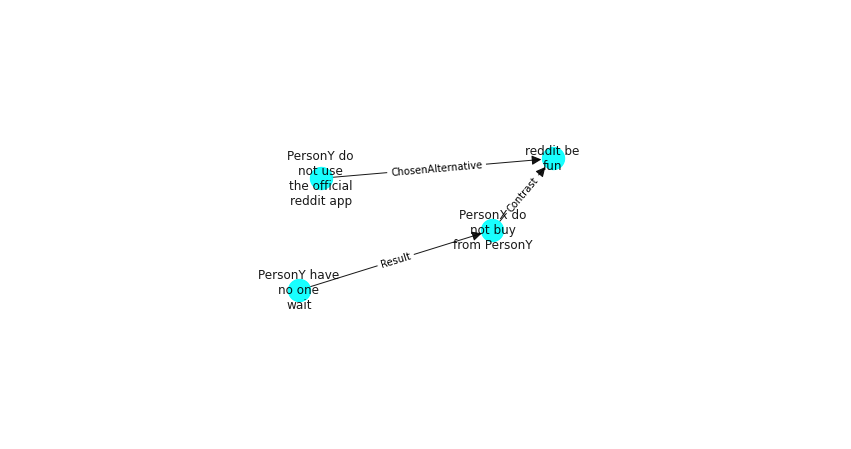 PersonY do
not use
the official
reddit app
ChosenAlternative
reddit be
fun
Contrast
PersonX do
not buy
from PersonY
Result
PersonY have
no one
wait